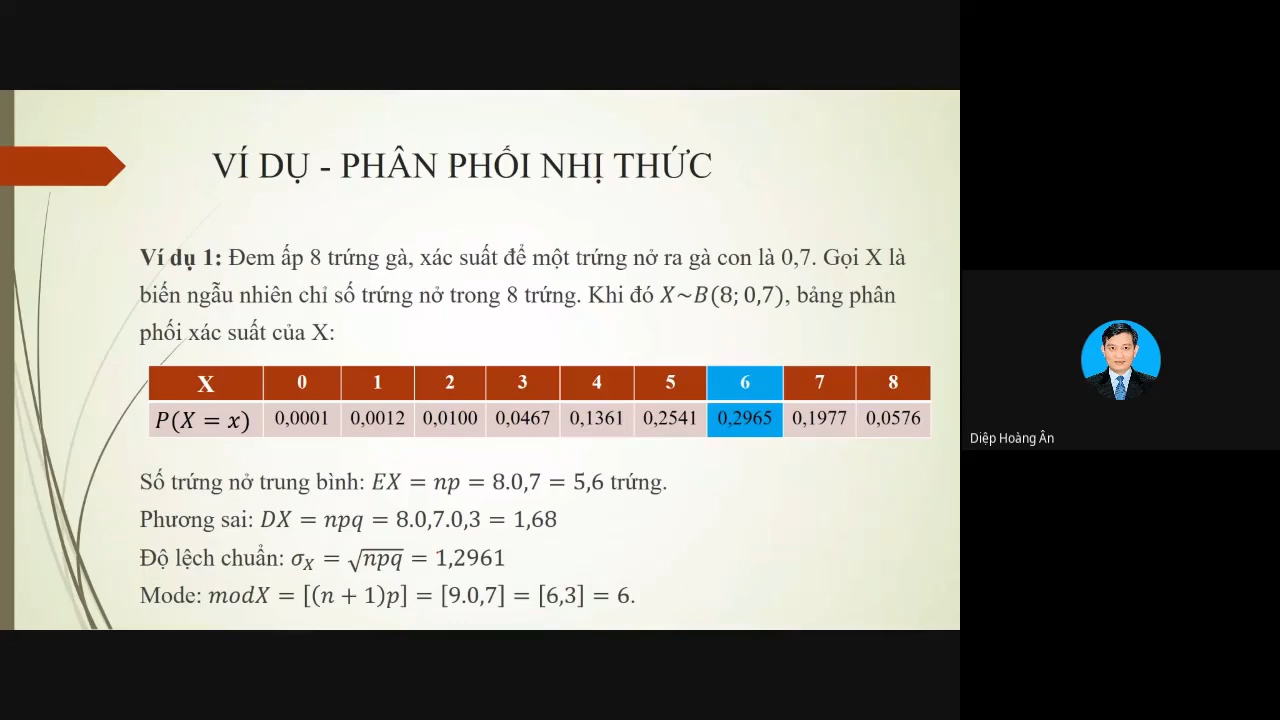 VÍ DỤ - PHÂN PHỐI NHỊ THỨC
Ví dụ 1: Đem ấp 8 trứng gà, xác suất để một trứng nở ra gà con là 0,7. Gọi X là
biến ngẫu nhiên chỉ số trứng nở trong 8 trứng. Khi đó X~B(8; 0,7), bảng phân
phối xác suất của X:
X 0 1 2 3 4 5 6 7 8
P(X = x) 0,0001 0,0012 0,0100 0,0467 0,1361 0,2541 0,2965 0,1977 0,0576
Số trứng nở trung bình: EX = np = 8.0,7 = 5,6 trứng.
Phương sai: DX = npq = 8.0,7.0,3 = 1,68
Độ lệch chuẩn: σ_X = √npq = 1,2961
Mode: modX = [(n + 1)p] = [9.0,7] = [6,3] = 6.
Diệp Hoàng Ân